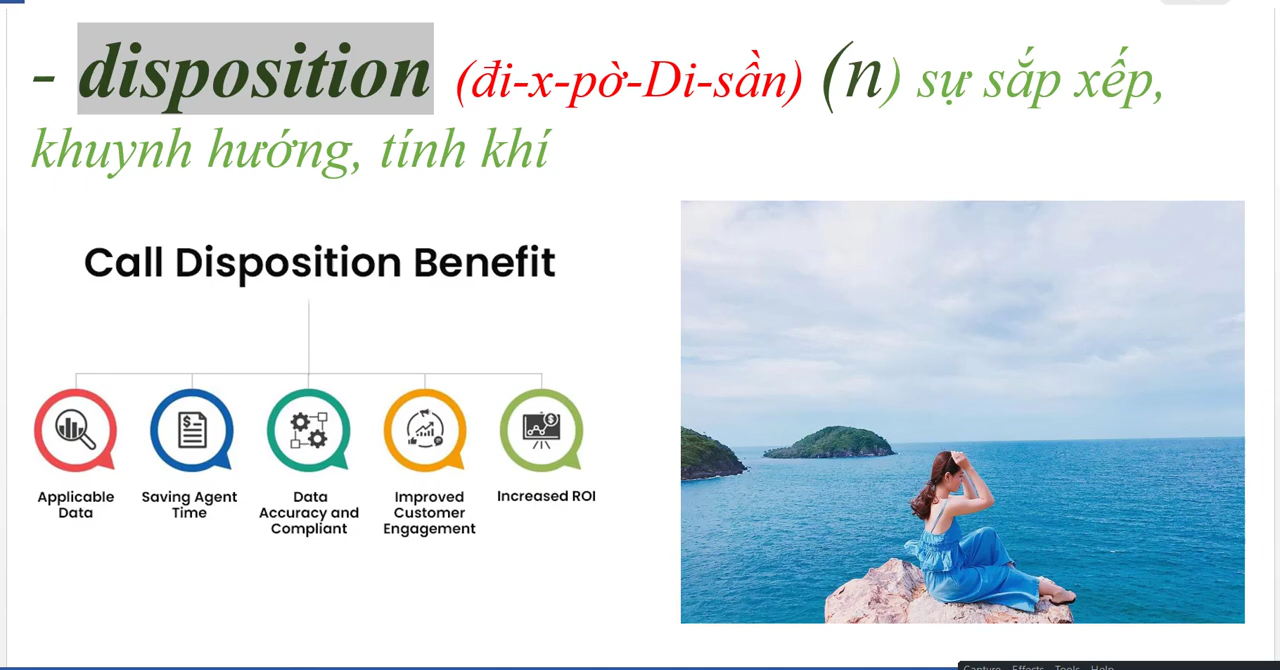 - disposition (đi-x-pờ-Di-sần) (n) sự sắp xếp,
khuynh hướng, tính khí
Call Disposition Benefit
Applicable
Data
Saving Agent
Time
Data
Accuracy and
Compliant
Improved
Customer
Engagement
Increased ROI
Capture Effects Tools Help